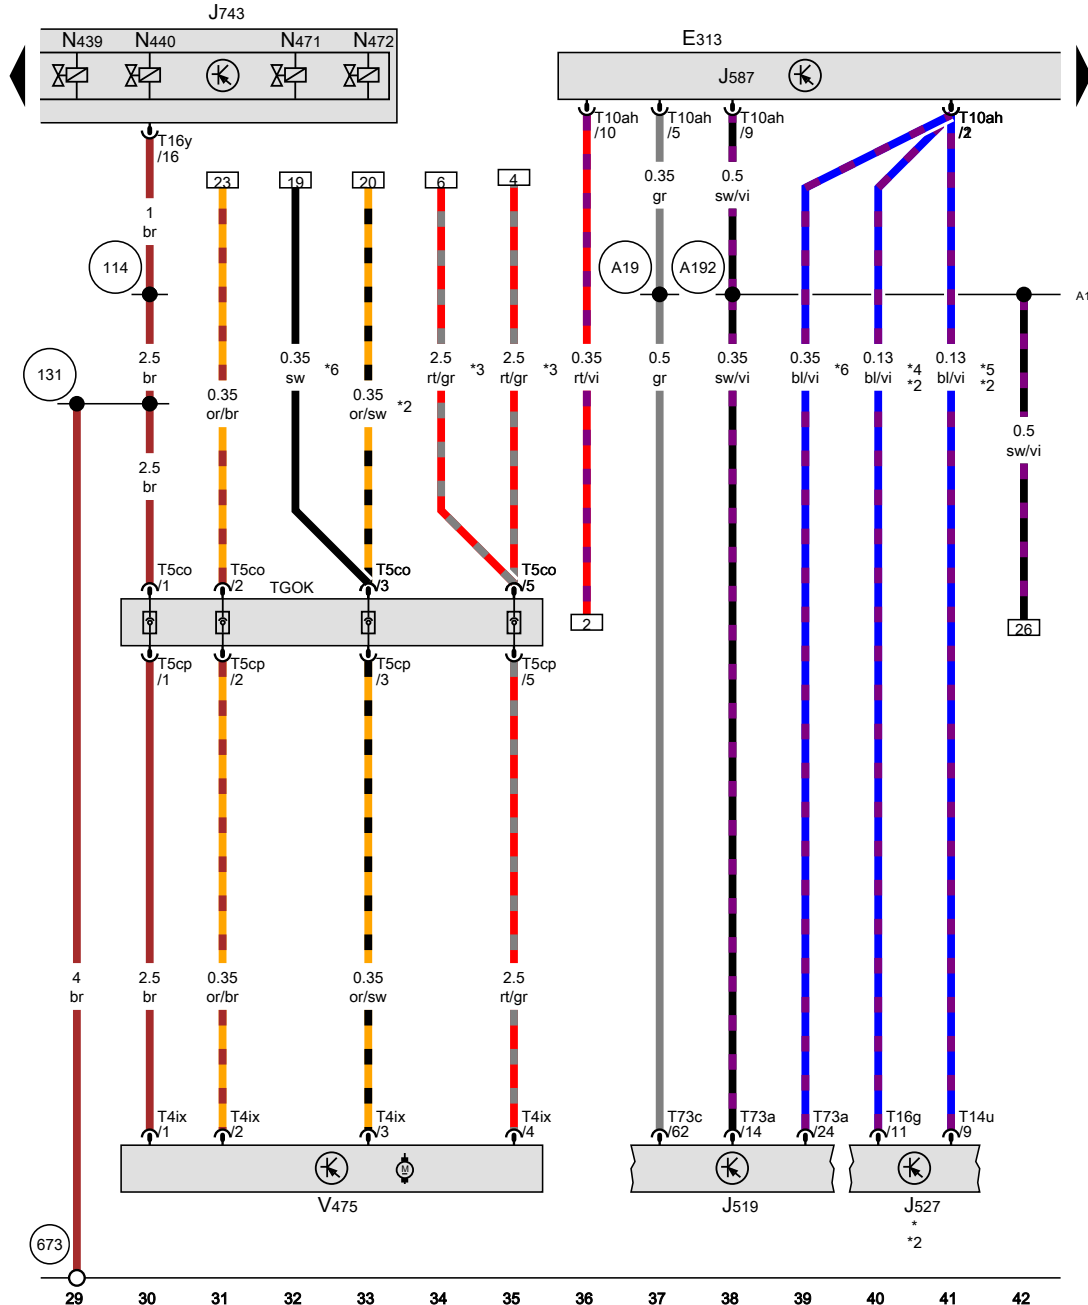 J743
N439 N440 N471 N472
E313
J587
T16y
/16
T10ah
/10
T10ah
/5
T10ah
/9
T10ah
23 19 20 6 4
1
br
0.35
gr
0.5
sw/vi
114
A19
A192
A1
131
2.5
br
0.35
or/br
0.35
sw
*6
0.35
or/sw
*2
2.5
rt/gr
*3
2.5
rt/gr
*3
0.35
rt/vi
0.5
gr
0.35
sw/vi
0.35
bl/vi
*6
0.13
bl/vi
*4
*2
0.13
bl/vi
*5
*2
0.5
sw/vi
2.5
br
T5co
/1
T5co
/2
TGOK
T5co
/3
T5co
/5
2
26
T5cp
/1
T5cp
/2
T5cp
/3
T5cp
/5
4
br
2.5
br
0.35
or/br
0.35
or/sw
2.5
rt/gr
T4ix
/1
T4ix
/2
T4ix
/3
T4ix
/4
T73c
/62
T73a
/14
T73a
/24
T16g
/11
T14u
/9
M
V475
J519
J527
*
*2
673
29 30 31 32 33 34 35 36 37 38 39 40 41 42